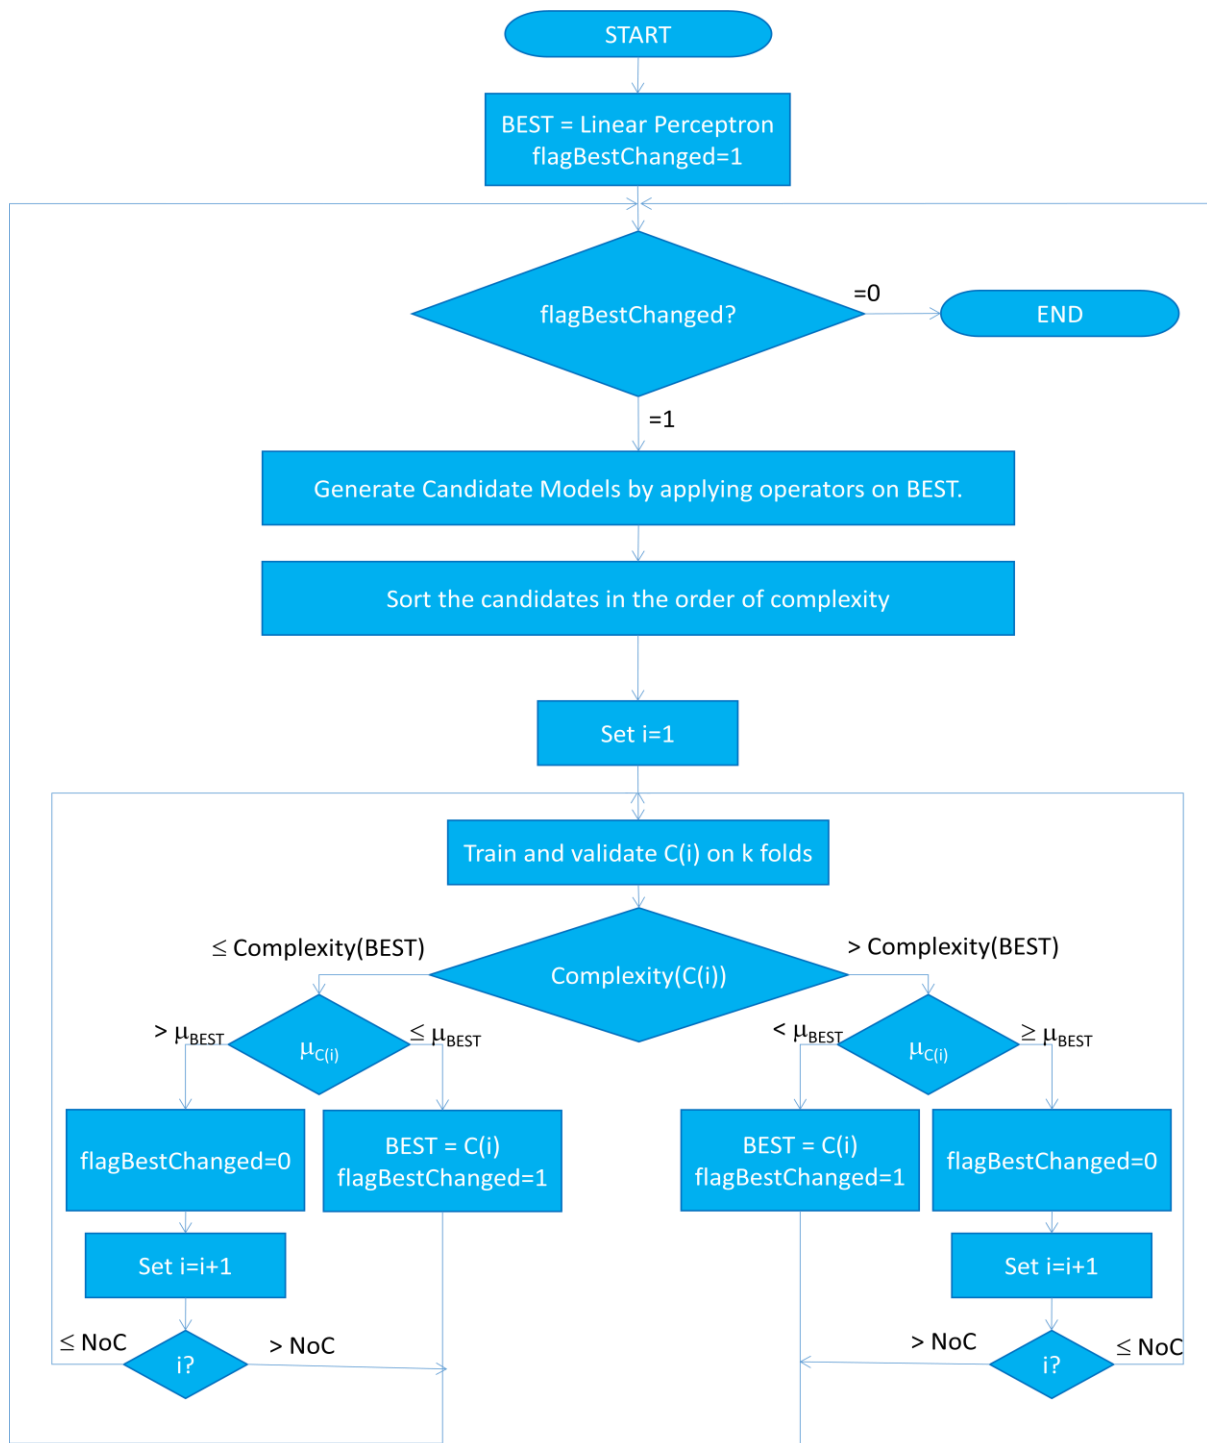 START
BEST = Linear Perceptron
flagBestChanged=1
flagBestChanged?
=0
END
=1
Generate Candidate Models by applying operators on BEST.
Sort the candidates in the order of complexity
Set i=1
Train and validate C(i) on k folds
≤ Complexity(BEST)
> Complexity(BEST)
Complexity(C(i))
> μBEST
≤ μBEST
μC(i)
< μBEST
≥ μBEST
μC(i)
flagBestChanged=0
BEST = C(i)
flagBestChanged=1
BEST = C(i)
flagBestChanged=1
flagBestChanged=0
Set i=i+1
Set i=i+1
≤ NoC
> NoC
i?
> NoC
≤ NoC
i?